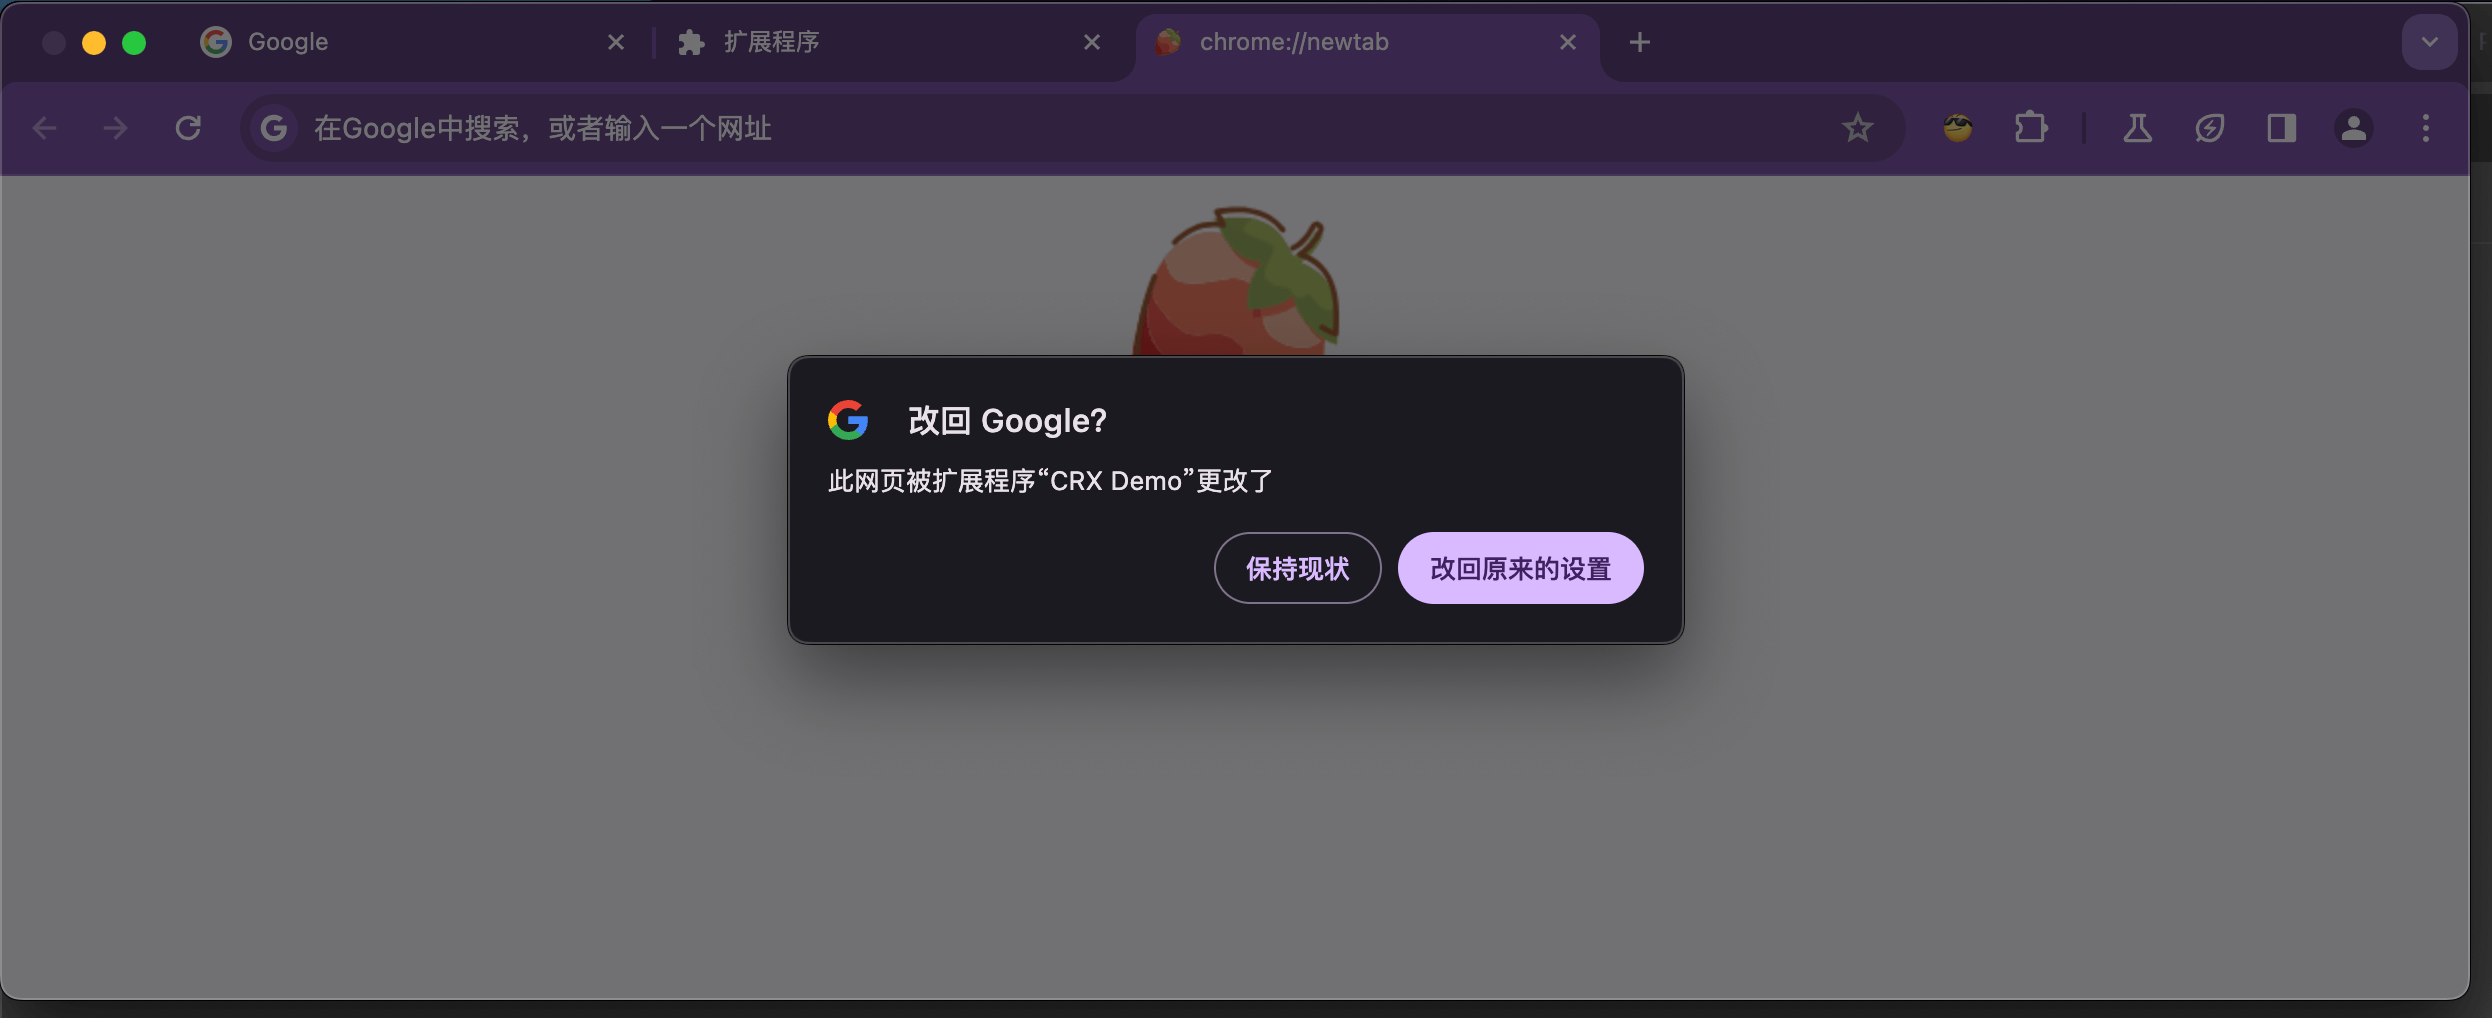 Google
扩展程序
chrome://newtab
在Google中搜索，或者输入一个网址
改回 Google?
此网页被扩展程序“CRX Demo”更改了
保持现状
改回原来的设置